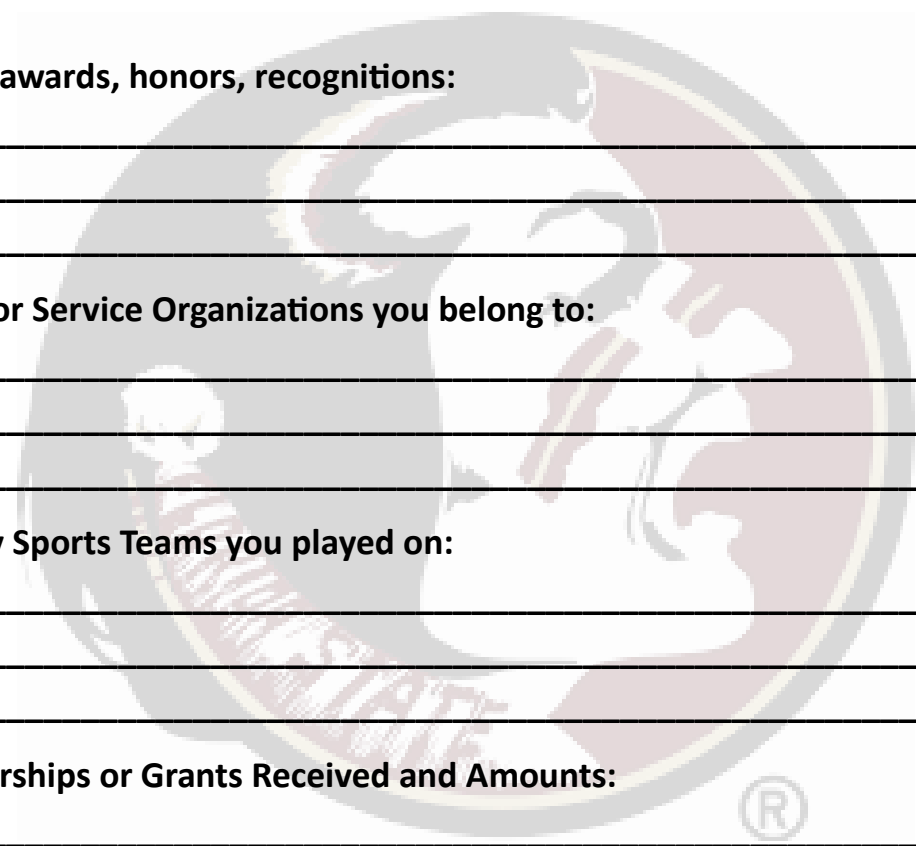 awards, honors, recognitions:
or Service Organizations you belong to:
y Sports Teams you played on:
rships or Grants Received and Amounts:
®